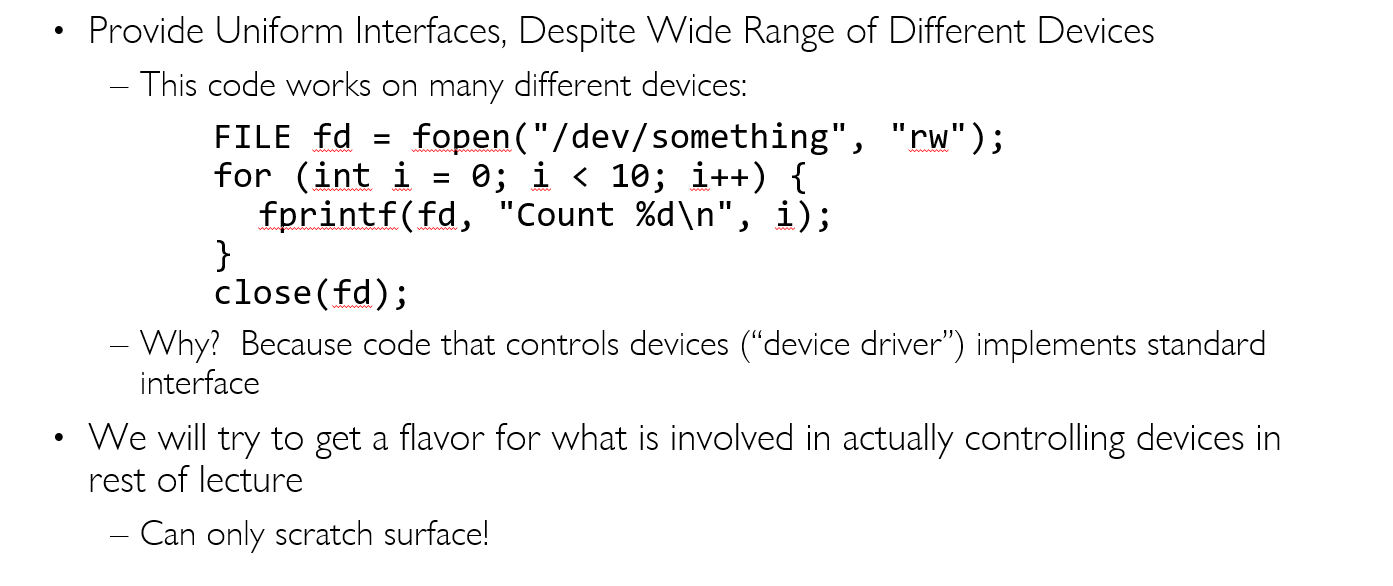 • Provide Uniform Interfaces, Despite Wide Range of Different Devices
– This code works on many different devices:
FILE fd = fopen("/dev/something", "rw");
for (int i = 0; i < 10; i++) {
fprintf(fd, "Count %d\n", i);
}
close(fd);
– Why?  Because code that controls devices (“device driver”) implements standard
interface
• We will try to get a flavor for what is involved in actually controlling devices in
rest of lecture
– Can only scratch surface!